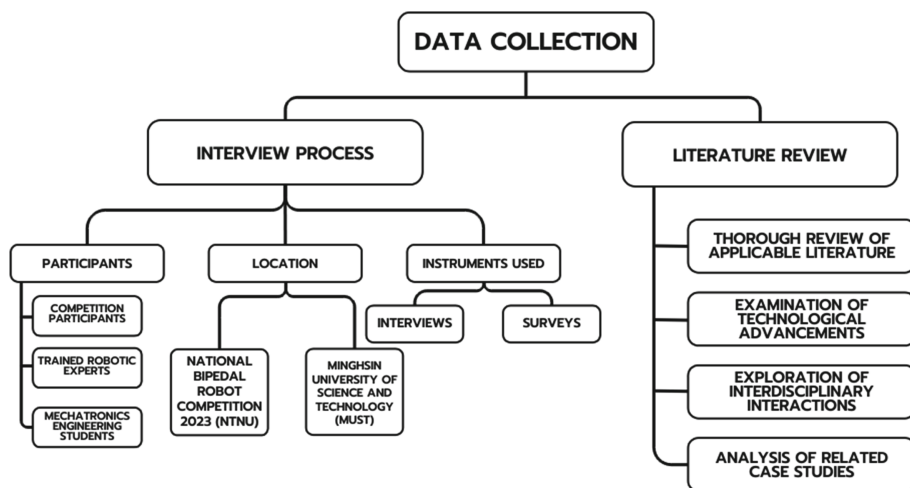 DATA COLLECTION
INTERVIEW PROCESS
LITERATURE REVIEW
PARTICIPANTS
LOCATION
INSTRUMENTS USED
COMPETITION
PARTICIPANTS
TRAINED ROBOTIC
EXPERTS
MECHATRONICS
ENGINEERING
STUDENTS
NATIONAL
BIPEDAL
ROBOT
COMPETITION
2023 (NTNU)
MINGHSIN
UNIVERSITY OF
SCIENCE AND
TECHNOLOGY
(MUST)
INTERVIEWS
SURVEYS
THOROUGH REVIEW OF
APPLICABLE LITERATURE
EXAMINATION OF
TECHNOLOGICAL
ADVANCEMENTS
EXPLORATION OF
INTERDISCIPLINARY
INTERACTIONS
ANALYSIS OF RELATED
CASE STUDIES